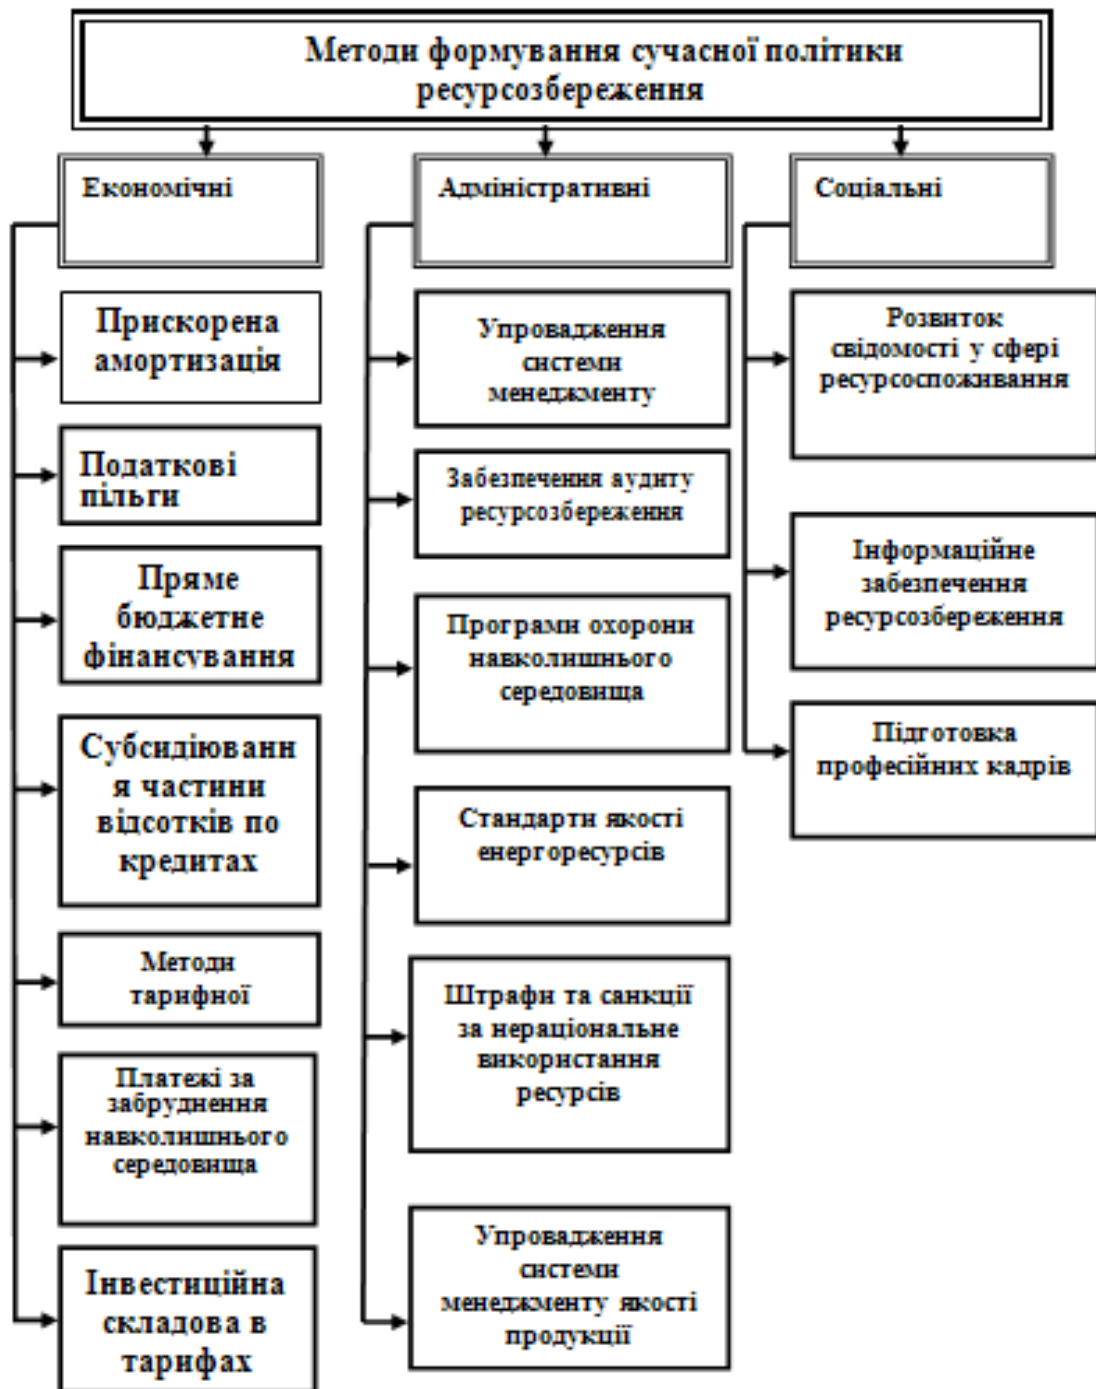 Методи формування сучасної політики
ресурсозбереження
Економічні
Прискорена
амортизація
Податкові
пільги
Пряме
бюджетне
фінансування
Субсидіюванн
я частини
відсотків по
кредитах
Методи
тарифної
Платежі за
забруднення
навколишнього
середовища
Інвестиційна
складова в
тарифах
Адміністративні
Упровадження
системи
менеджменту
Забезпечення аудиту
ресурсозбереження
Програми охорони
навколишнього
середовища
Стандарти якості
енергоресурсів
Штрафи та санкції
за нераціональне
використання
ресурсів
Упровадження
системи
менеджменту якості
продукції
Соціальні
Розвиток
свідомості у сфері
ресурсоспоживання
Інформаційне
забезпечення
ресурсозбереження
Підготовка
професійних кадрів